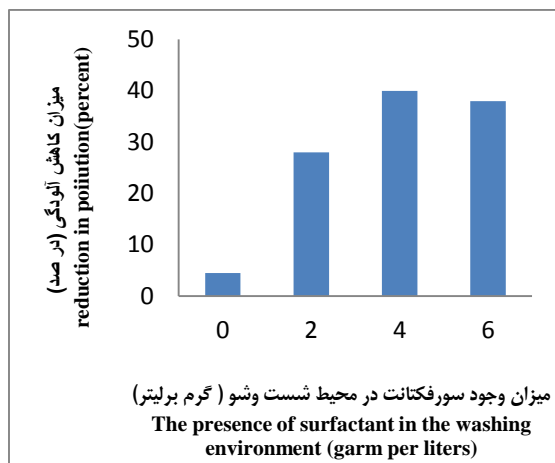 50
40
30
20
10
0
میزان کاهش آلودگی (در صد)
reduction in poiiution(percent)
0 2 4 6
میزان وجود سورفکتانت در محیط شست وشو ( گرم برلیتر)
The presence of surfactant in the washing
environment (garm per liters)